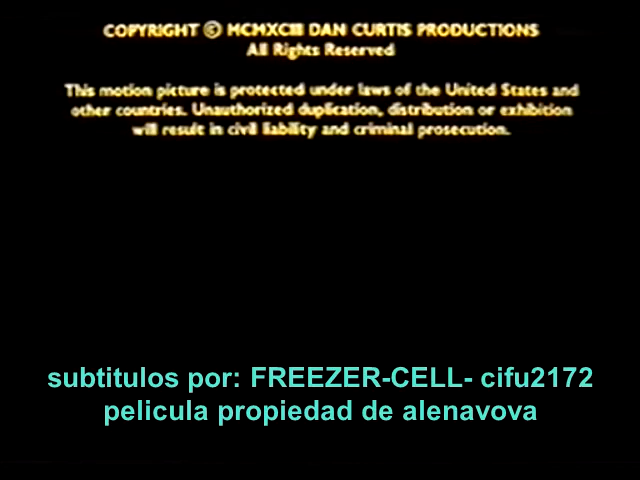 COPYRIGHT © MCMXCIII DAN CURTIS PRODUCTIONS
All Rights Reserved
This motion picture is protected under laws of the United States and
other countries. Unauthorized duplication, distribution or exhibition
will result in civil liability and criminal prosecution.
subtitulos por: FREEZER-CELL- cifu2172
pelicula propiedad de alenavova